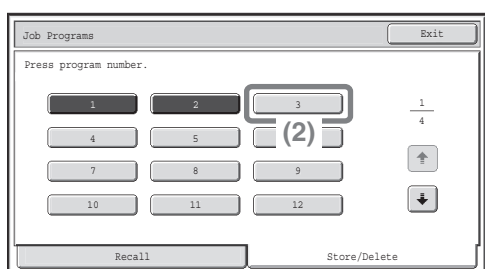 Job Programs Exit
Press program number.
1 2 3 1
4
4 5 (2)
7 8 9
10 11 12
Recall Store/Delete